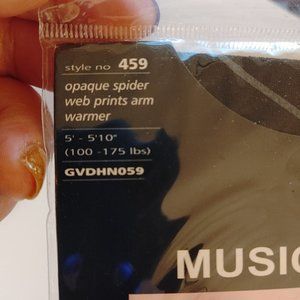 style no 459
opaque spider
web prints arm
warmer
5' - 5'10"
(100 -175 lbs)
GVDHN059
MUSIC